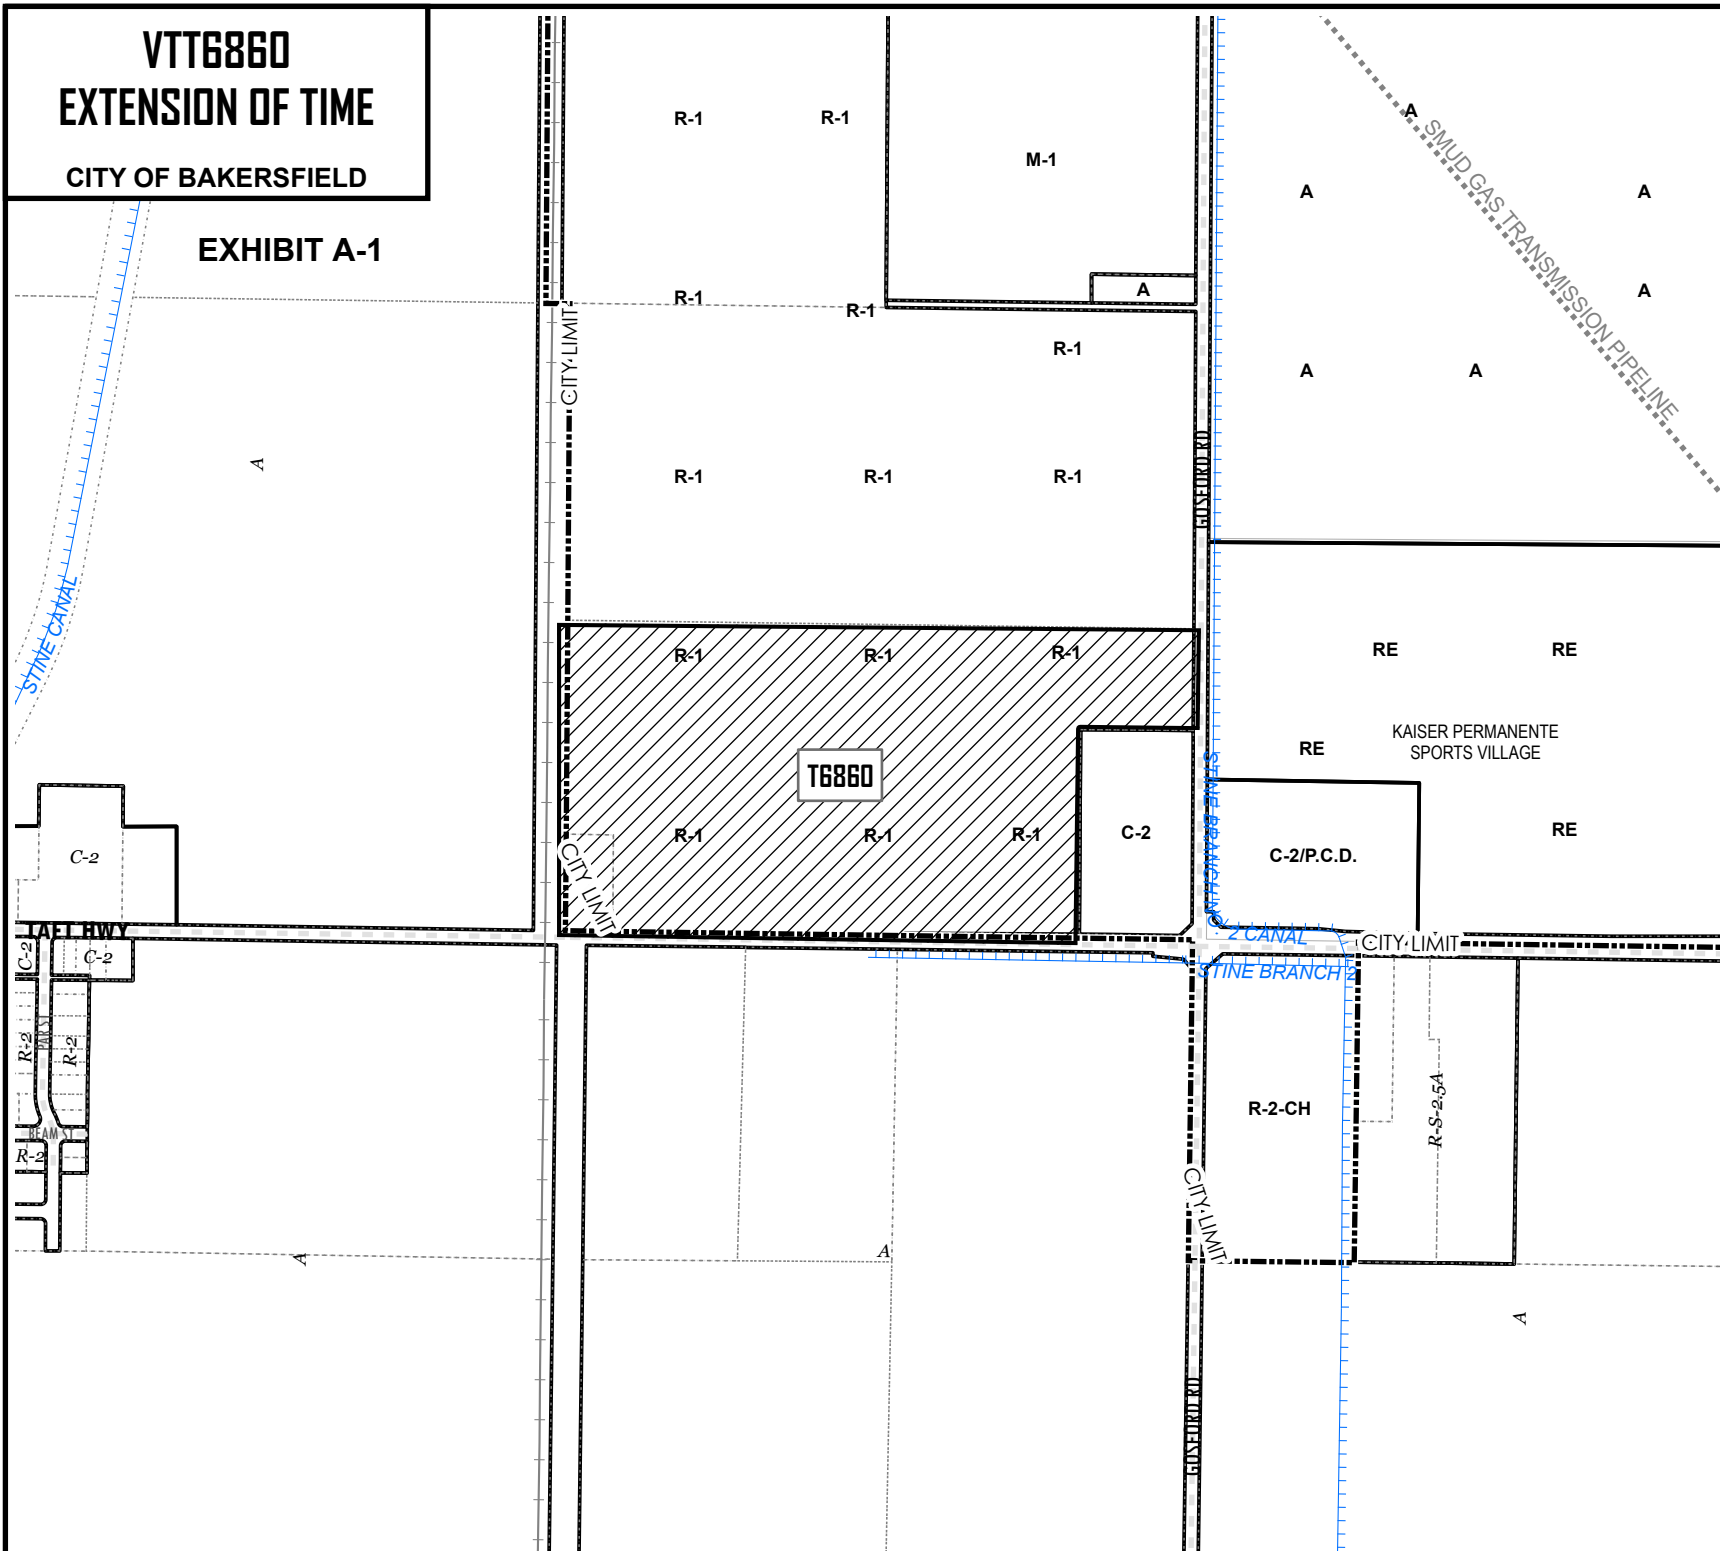 VTT6860
EXTENSION OF TIME
CITY OF BAKERSFIELD
EXHIBIT A-1
R-1
R-1
M-1
A
SMUD GAS TRANSMISSION PIPELINE
A
A
R-1
R-1
A
A
CITY LIMIT
R-1
A
A
A
R-1
R-1
R-1
GOSFORD RD
STINE CANAL
R-1
R-1
R-1
RE
RE
KAISER PERMANENTE
SPORTS VILLAGE
RE
T6860
R-1
R-1
R-1
C-2
STINE BRANCH NO 2 CANAL
RE
C-2/P.C.D.
C-2
CITY LIMIT
TAFT HWY
C-2
C-2
CITY LIMIT
STINE BRANCH 2
R-2
PAR ST
R-2
BEAM ST
R-2
R-2-CH
R-S-2.5A
CITY LIMIT
A
A
A
GOSFORD RD